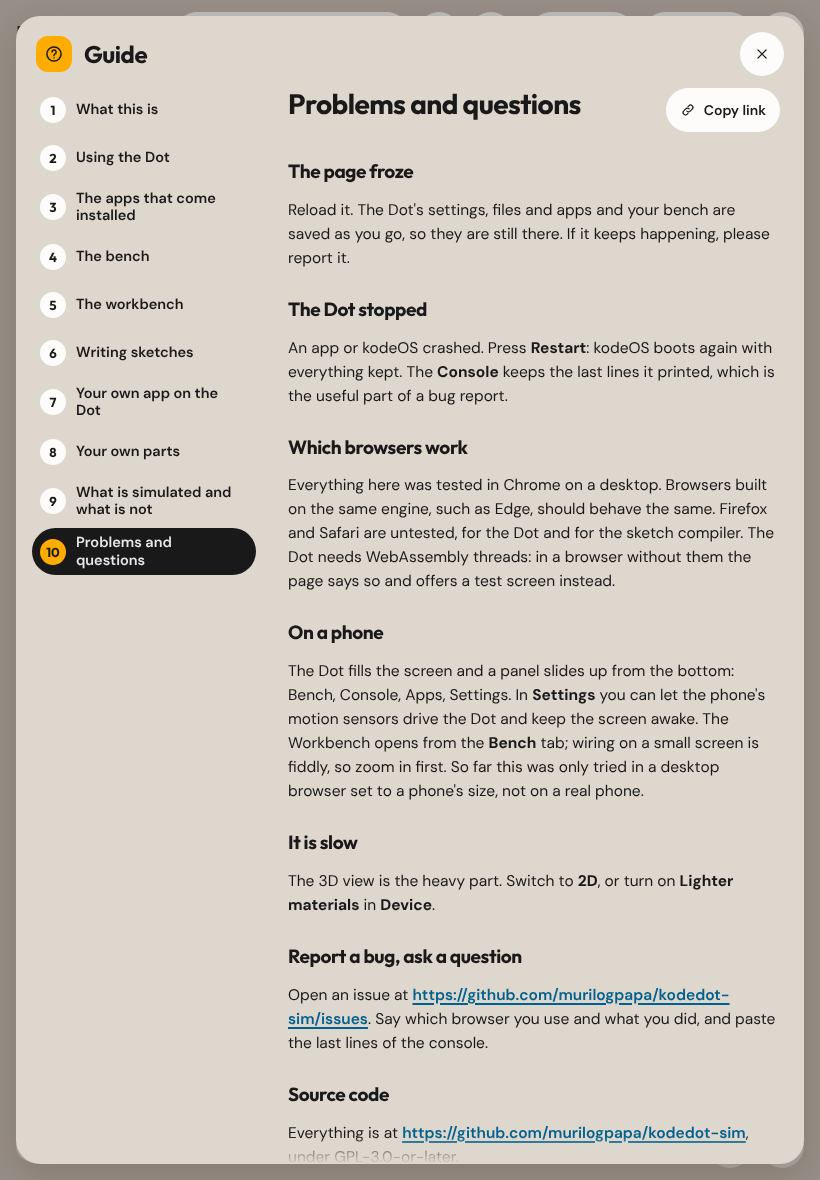 Guide
1 What this is
2 Using the Dot
3 The apps that come
installed
4 The bench
5 The workbench
6 Writing sketches
7 Your own app on the
Dot
8 Your own parts
9 What is simulated and
what is not
10 Problems and
questions
Problems and questions
Copy link
The page froze
Reload it. The Dot's settings, files and apps and your bench are
saved as you go, so they are still there. If it keeps happening, please
report it.
The Dot stopped
An app or kodeOS crashed. Press Restart: kodeOS boots again with
everything kept. The Console keeps the last lines it printed, which is
the useful part of a bug report.
Which browsers work
Everything here was tested in Chrome on a desktop. Browsers built
on the same engine, such as Edge, should behave the same. Firefox
and Safari are untested, for the Dot and for the sketch compiler. The
Dot needs WebAssembly threads: in a browser without them the
page says so and offers a test screen instead.
On a phone
The Dot fills the screen and a panel slides up from the bottom:
Bench, Console, Apps, Settings. In Settings you can let the phone's
motion sensors drive the Dot and keep the screen awake. The
Workbench opens from the Bench tab; wiring on a small screen is
fiddly, so zoom in first. So far this was only tried in a desktop
browser set to a phone's size, not on a real phone.
It is slow
The 3D view is the heavy part. Switch to 2D, or turn on Lighter
materials in Device.
Report a bug, ask a question
Open an issue at https://github.com/murilogpapa/kodedot-
sim/issues. Say which browser you use and what you did, and paste
the last lines of the console.
Source code
Everything is at https://github.com/murilogpapa/kodedot-sim,
under GPL-3.0-or-later.